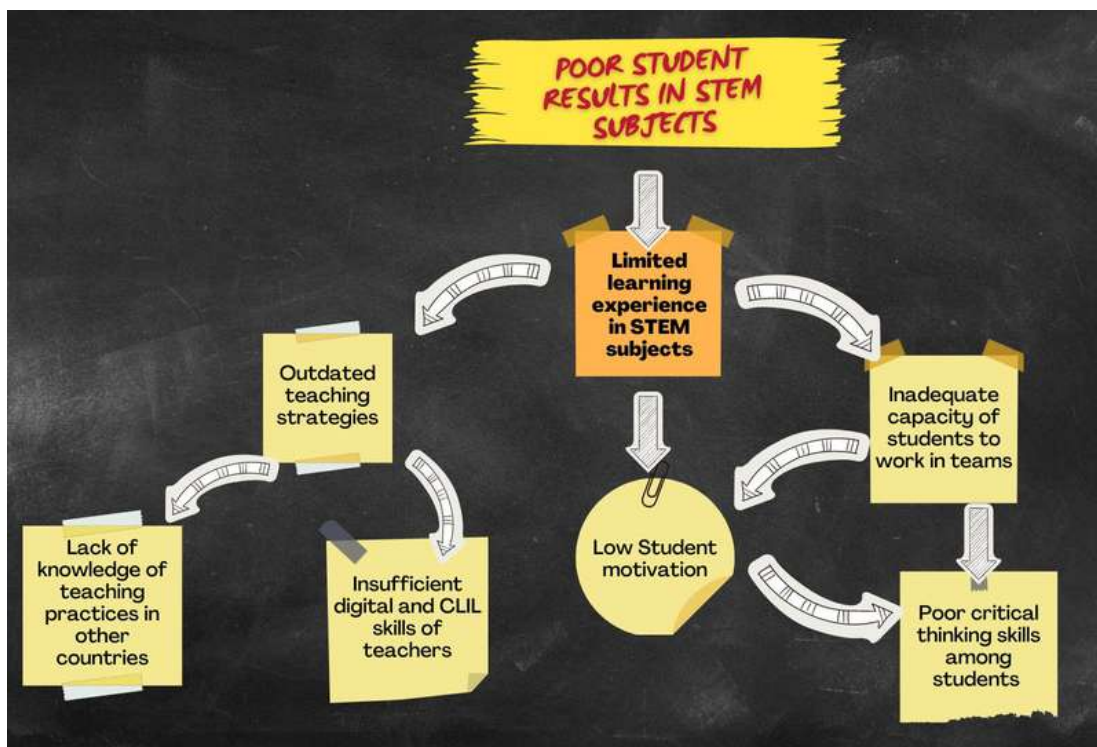 POOR STUDENT
RESULTS IN STEM
SUBJECTS
Limited
learning
experience
in STEM
subjects
Outdated
teaching
strategies
Inadequate
capacity of
students to
work in teams
Lack of
knowledge of
teaching
practices in
other
countries
Insufficient
digital and CLIL
skills of
teachers
Low Student
motivation
Poor critical
thinking skills
among
students